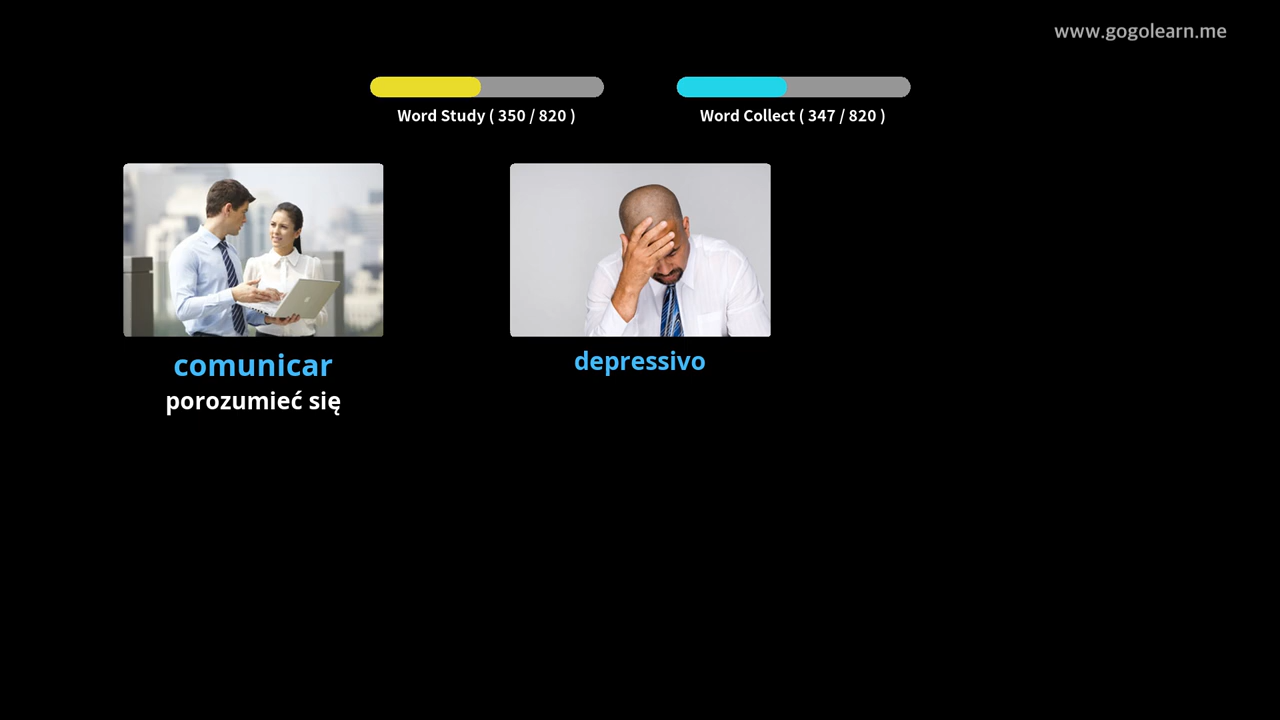 www.gogolearn.me
Word Study ( 350 / 820 )
Word Collect ( 347 / 820 )
comunicar
porozumieć się
depressivo